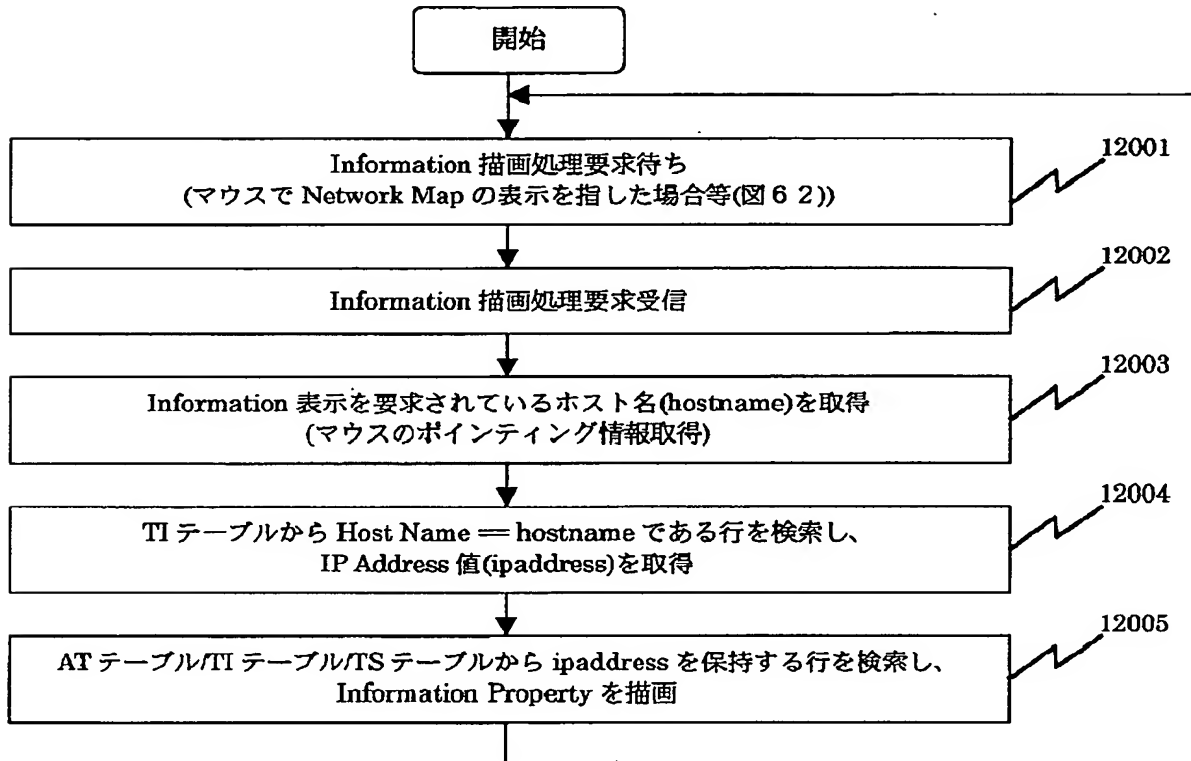 開始
Information 描画処理要求待ち
(マウスで Network Map の表示を指した場合等(図６２))
12001
Information 描画処理要求受信
12002
Information 表示を要求されているホスト名(hostname)を取得
(マウスのポインティング情報取得)
12003
TI テーブルから Host Name == hostname である行を検索し、
IP Address 値(ipaddress)を取得
12004
AT テーブル/TI テーブル/TS テーブルから ipaddress を保持する行を検索し、
Information Property を描画
12005